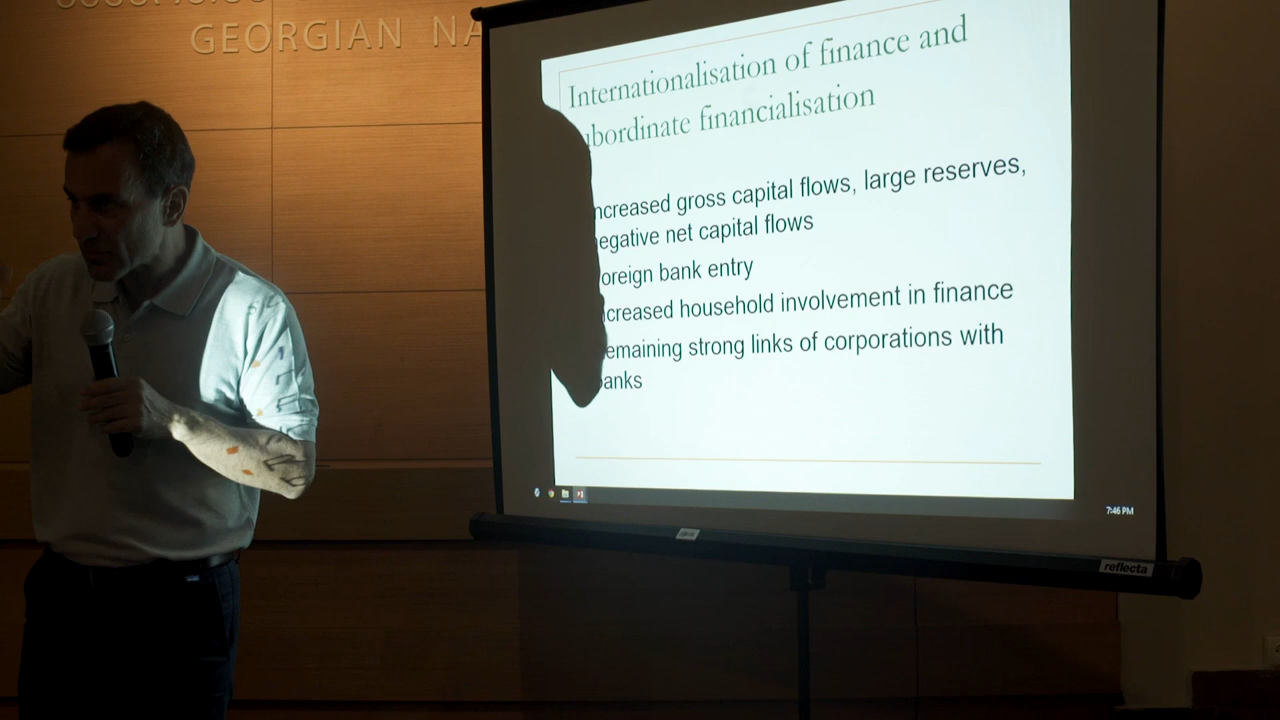 GEORGIAN NA
Internationalisation of finance and
ubordinate financialisation
ncreased gross capital flows, large reserves,
egative net capital flows
oreign bank entry
creased household involvement in finance
emaining strong links of corporations with
anks
7:46 PM
reflecta